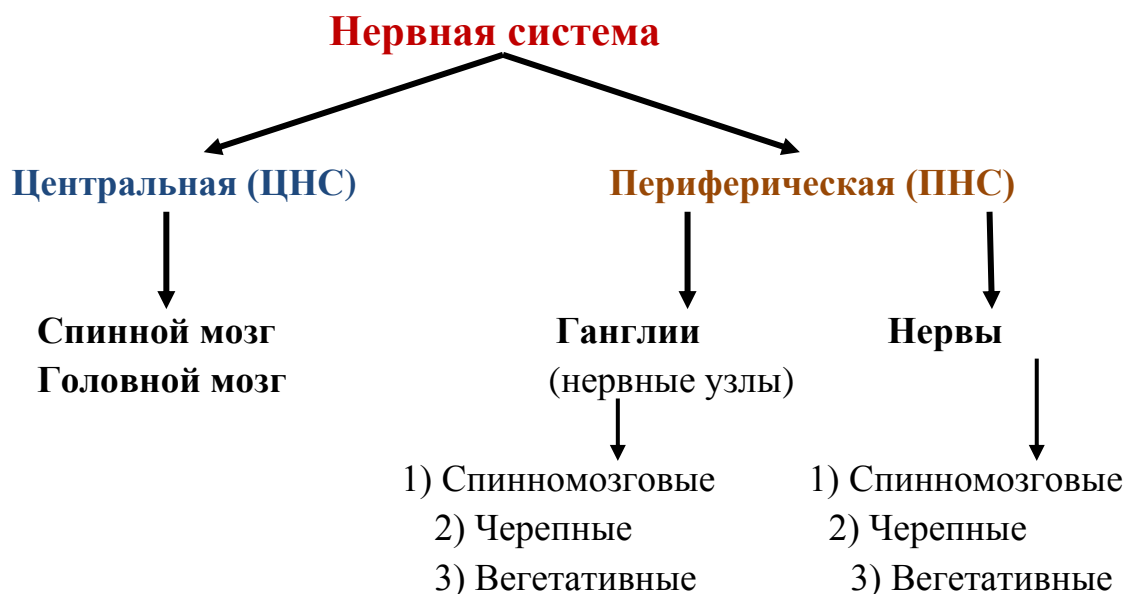 Нервная система
Центральная (ЦНС)
Периферическая (ПНС)
Спинной мозг
Головной мозг
Ганглии
(нервные узлы)
Нервы
1) Спинномозговые
2) Черепные
3) Вегетативные
1) Спинномозговые
2) Черепные
3) Вегетативные